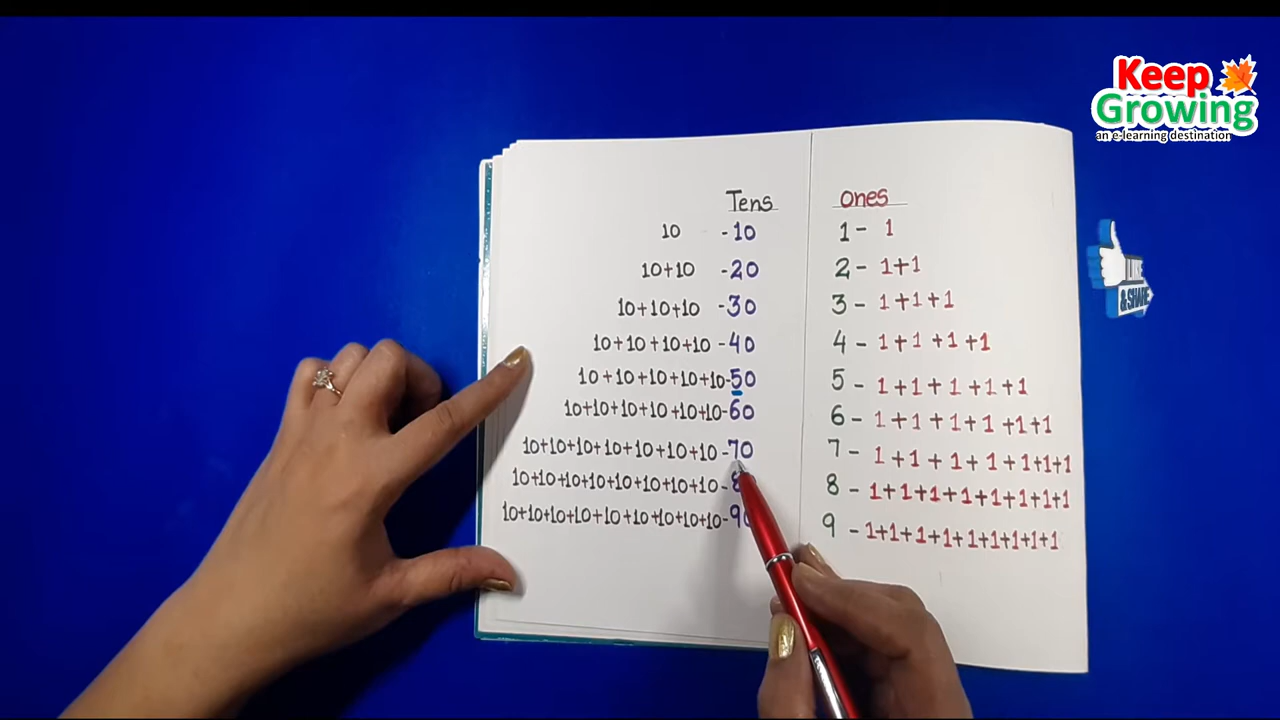 Keep
Growing
an e-learning destination
Tens
10 -10
10+10 -20
10+10+10 -30
10+10+10+10 -40
10+10+10+10+10-50
10+10+10+10+10+10-60
10+10+10+10+10+10+10-70
10+10+10+10+10+10+10+10-8
10+10+10+10+10+10+10+10+10-90
ones
1- 1
2- 1+1
3- 1+1+1
4- 1+1+1+1
5- 1+1+1+1+1
6- 1+1+1+1+1+1
7- 1+1+1+1+1+1+1
8-1+1+1+1+1+1+1+1
9-1+1+1+1+1+1+1+1+1
LIKE
& SHARE